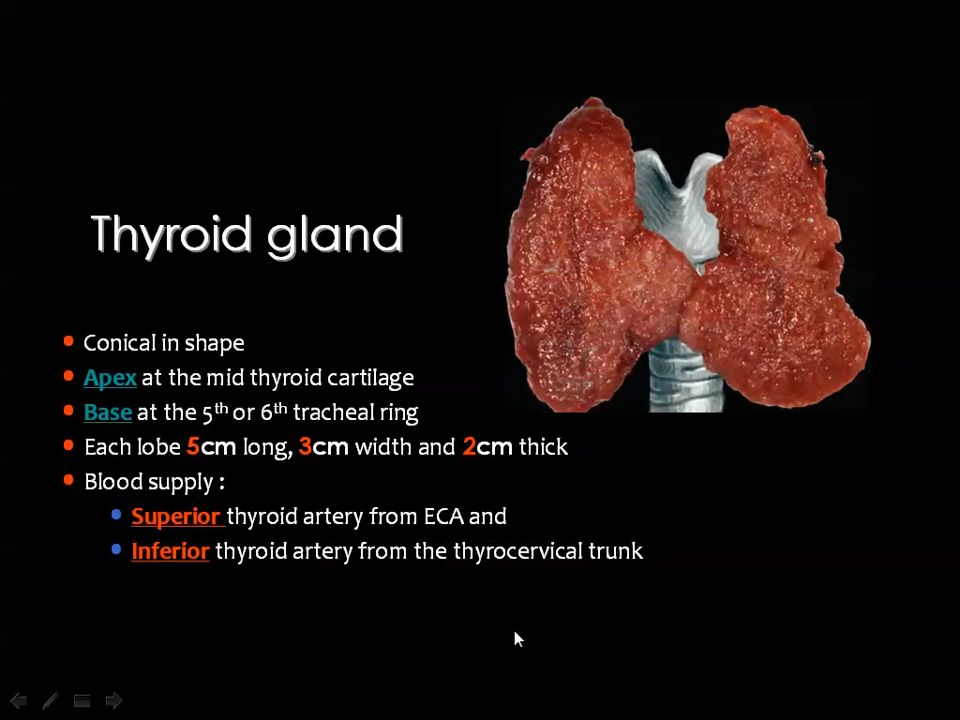 Thyroid gland
Conical in shape
Apex at the mid thyroid cartilage
Base at the 5th or 6th tracheal ring
Each lobe 5cm long, 3cm width and 2cm thick
Blood supply :
Superior thyroid artery from ECA and
Inferior thyroid artery from the thyrocervical trunk